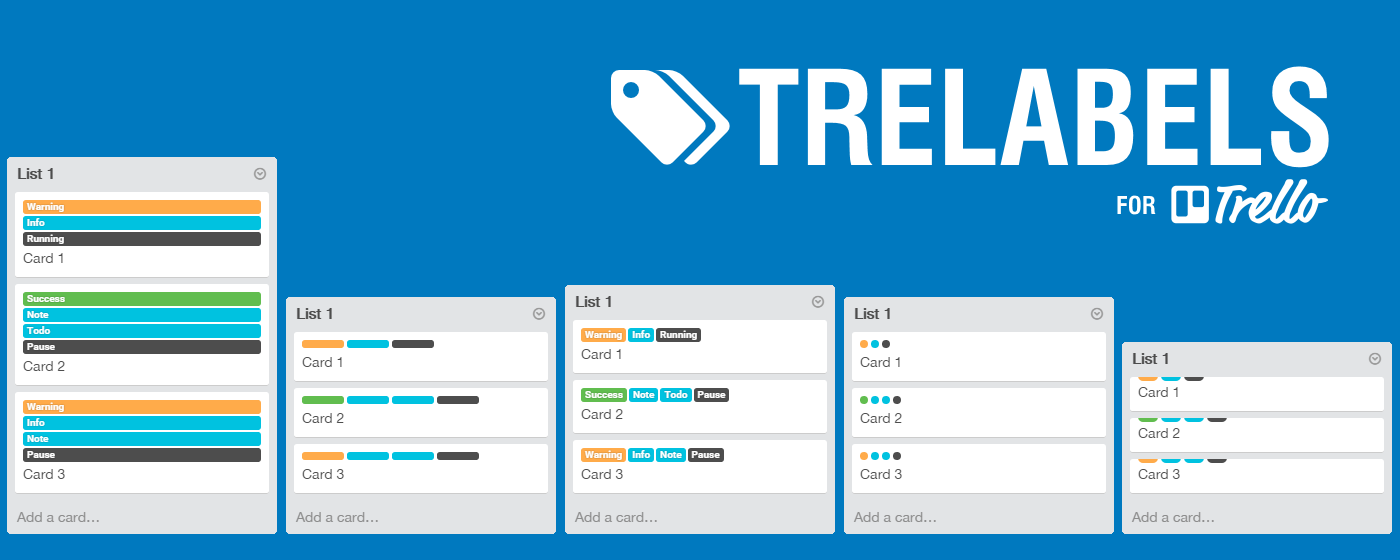 TRELABELS
FOR Trello
List 1
Warning
Info
Running
Card 1
Success
Note
Todo
Pause
Card 2
Warning
Info
Note
Pause
Card 3
Add a card...
List 1
Card 1
Card 2
Card 3
Add a card...
List 1
Warning Info Running
Card 1
Success Note Todo Pause
Card 2
Warning Info Note Pause
Card 3
Add a card...
List 1
Card 1
Card 2
Card 3
Add a card...
List 1
Card 1
Card 2
Card 3
Add a card...